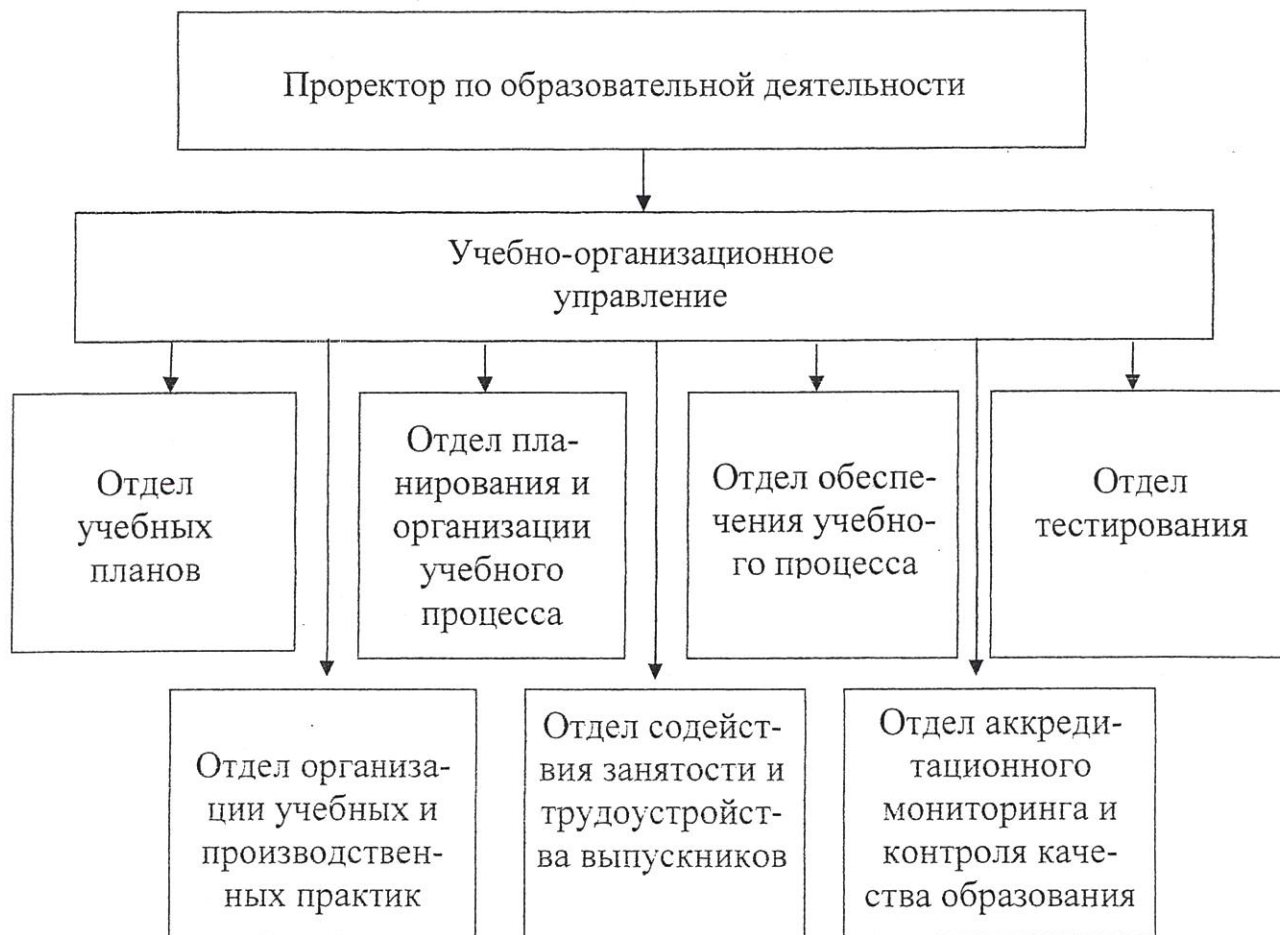 Проректор по образовательной деятельности
Учебно-организационное
управление
Отдел
учебных
планов
Отдел пла-
нирования и
организации
учебного
процесса
Отдел обеспе-
чения учебно-
го процесса
Отдел
тестирования
Отдел организа-
ции учебных и
производствен-
ных практик
Отдел содейст-
вия занятости и
трудоустройст-
ва выпускников
Отдел аккреди-
тационного
мониторинга и
контроля каче-
ства образования